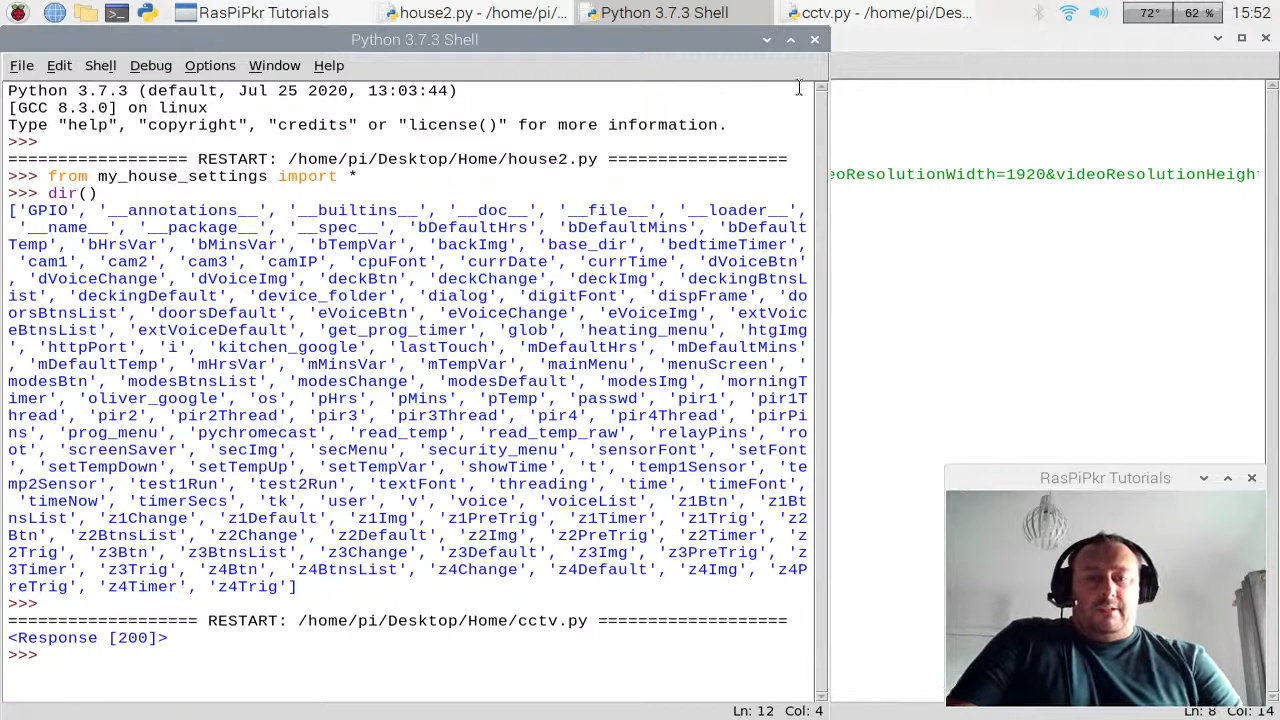 RasPiPkr Tutorials
house2.py - /home/pi/...
Python 3.7.3 Shell
cctv.py - /home/pi/Des...
72°
62 %
15:52
Python 3.7.3 Shell
File Edit Shell Debug Options Window Help
Python 3.7.3 (default, Jul 25 2020, 13:03:44)
[GCC 8.3.0] on linux
Type "help", "copyright", "credits" or "license()" for more information.
>>>
================== RESTART: /home/pi/Desktop/Home/house2.py ==================
>>> from my_house_settings import *
>>> dir()
['GPIO', '__annotations__', '__builtins__', '__doc__', '__file__', '__loader__',
'__name__', '__package__', '__spec__', 'bDefaultHrs', 'bDefaultMins', 'bDefault
Temp', 'bHrsVar', 'bMinsVar', 'bTempVar', 'backImg', 'base_dir', 'bedtimeTimer',
'cam1', 'cam2', 'cam3', 'camIP', 'cpuFont', 'currDate', 'currTime', 'dVoiceBtn'
, 'dVoiceChange', 'dVoiceImg', 'deckBtn', 'deckChange', 'deckImg', 'deckingBtnsL
ist', 'deckingDefault', 'device_folder', 'dialog', 'digitFont', 'dispFrame', 'do
orsBtnsList', 'doorsDefault', 'eVoiceBtn', 'eVoiceChange', 'eVoiceImg', 'extVoic
eBtnsList', 'extVoiceDefault', 'get_prog_timer', 'glob', 'heating_menu', 'htgImg
', 'httpPort', 'i', 'kitchen_google', 'lastTouch', 'mDefaultHrs', 'mDefaultMins'
, 'mDefaultTemp', 'mHrsVar', 'mMinsVar', 'mTempVar', 'mainMenu', 'menuScreen', '
modesBtn', 'modesBtnsList', 'modesChange', 'modesDefault', 'modesImg', 'morningT
imer', 'oliver_google', 'os', 'pHrs', 'pMins', 'pTemp', 'passwd', 'pir1', 'pir1T
hread', 'pir2', 'pir2Thread', 'pir3', 'pir3Thread', 'pir4', 'pir4Thread', 'pirPi
ns', 'prog_menu', 'pychromecast', 'read_temp', 'read_temp_raw', 'relayPins', 'ro
ot', 'screenSaver', 'secImg', 'secMenu', 'security_menu', 'sensorFont', 'setFont
', 'setTempDown', 'setTempUp', 'setTempVar', 'showTime', 't', 'temp1Sensor', 'te
mp2Sensor', 'test1Run', 'test2Run', 'textFont', 'threading', 'time', 'timeFont',
'timeNow', 'timerSecs', 'tk', 'user', 'v', 'voice', 'voiceList', 'z1Btn', 'z1Bt
nsList', 'z1Change', 'z1Default', 'z1Img', 'z1PreTrig', 'z1Timer', 'z1Trig', 'z2
Btn', 'z2BtnsList', 'z2Change', 'z2Default', 'z2Img', 'z2PreTrig', 'z2Timer', 'z
2Trig', 'z3Btn', 'z3BtnsList', 'z3Change', 'z3Default', 'z3Img', 'z3PreTrig', 'z
3Timer', 'z3Trig', 'z4Btn', 'z4BtnsList', 'z4Change', 'z4Default', 'z4Img', 'z4P
reTrig', 'z4Timer', 'z4Trig']
>>>
================== RESTART: /home/pi/Desktop/Home/cctv.py ==================
<Response [200]>
>>>
Ln: 12 Col: 4
eoResolutionWidth=1920&videoResolutionHeigh
RasPiPkr Tutorials
Ln: 8 Col: 14